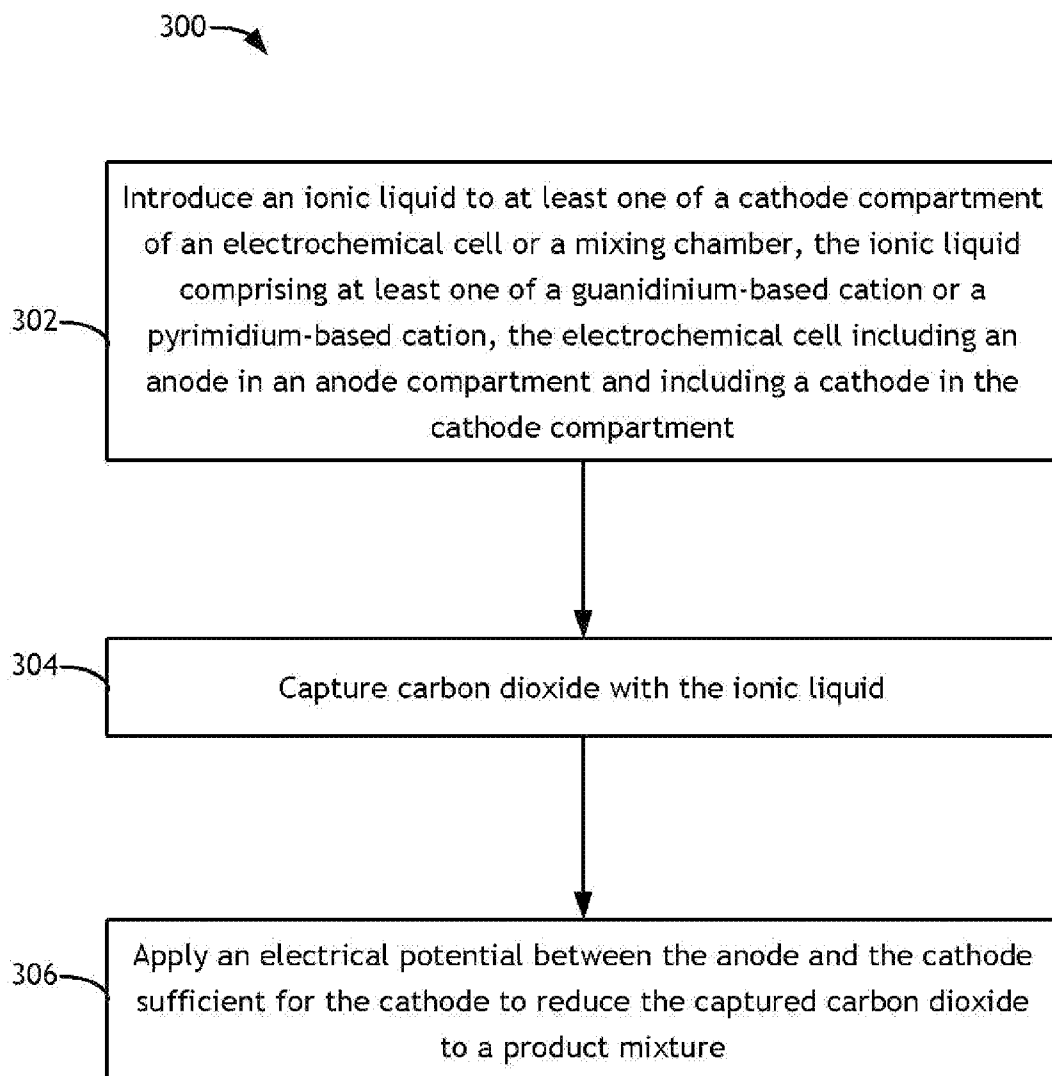 300
Introduce an ionic liquid to at least one of a cathode compartment
of an electrochemical cell or a mixing chamber, the ionic liquid
comprising at least one of a guanidinium-based cation or a
302
pyrimidium-based cation, the electrochemical cell including an
anode in an anode compartment and including a cathode in the
cathode compartment
304
Capture carbon dioxide with the ionic liquid
Apply an electrical potential between the anode and the cathode
306
sufficient for the cathode to reduce the captured carbon dioxide
to a product mixture